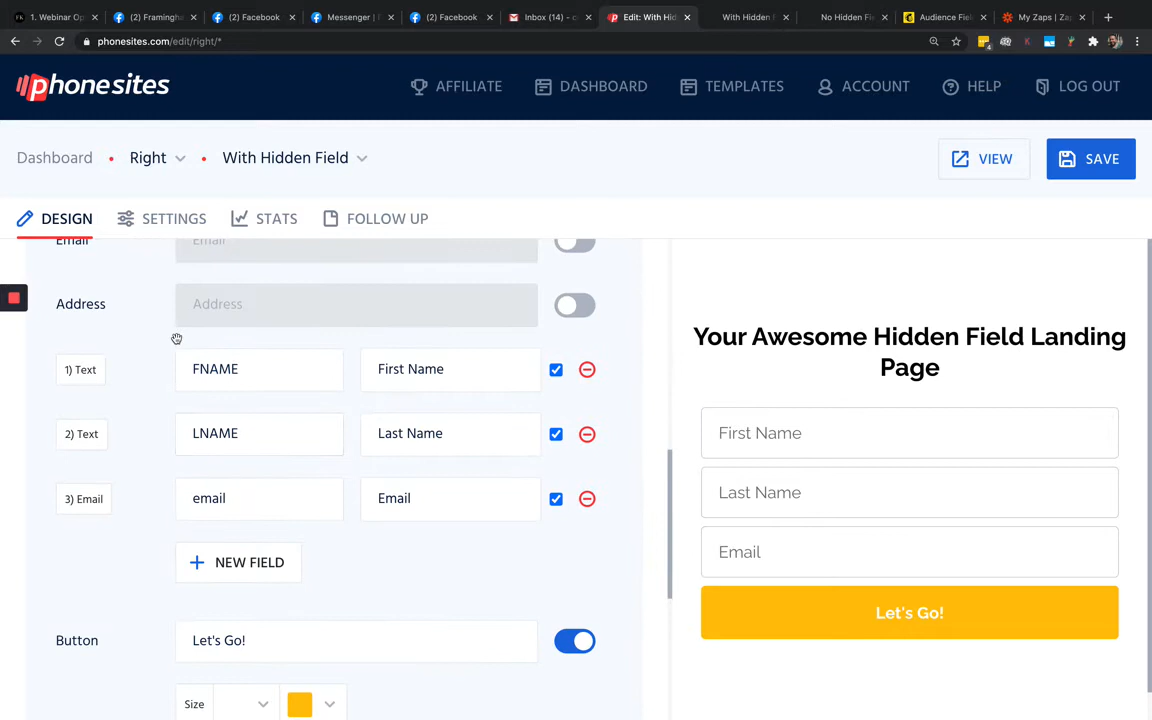 1. Webinar Op
(2) Framingha
(2) Facebook
Messenger |
(2) Facebook
Inbox (14) - c
Edit: With Hid
With Hidden F
No Hidden Fie
Audience Fiel
My Zaps | Za
phonesites.com/edit/right/*
phonesites
AFFILIATE
DASHBOARD
TEMPLATES
ACCOUNT
HELP
LOG OUT
Dashboard • Right • With Hidden Field
VIEW
SAVE
DESIGN
SETTINGS
STATS
FOLLOW UP
Email
Email
Address
Address
1) Text
FNAME
First Name
2) Text
LNAME
Last Name
3) Email
email
Email
+ NEW FIELD
Button
Let's Go!
Size
Your Awesome Hidden Field Landing
Page
First Name
Last Name
Email
Let's Go!